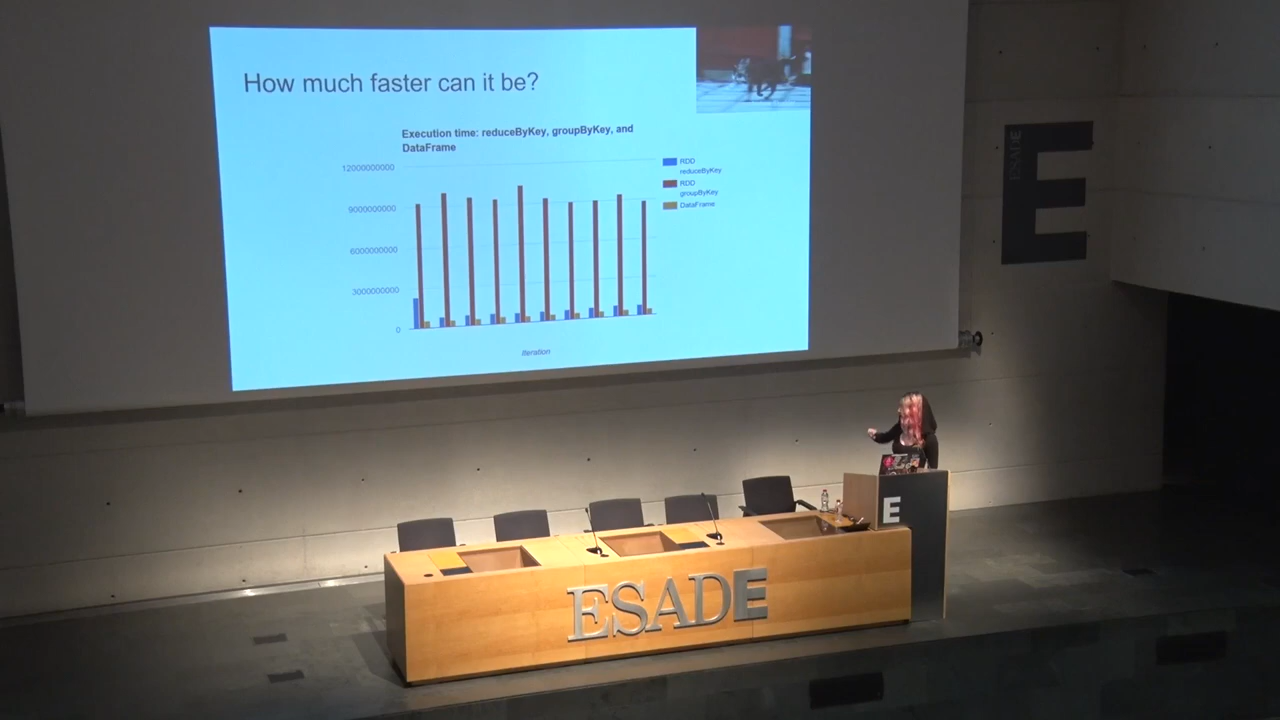 How much faster can it be?
Execution time: reduceByKey, groupByKey, and
DataFrame
12000000000
9000000000
6000000000
3000000000
0
RDD
reduceByKey
RDD
groupByKey
DataFrame
Iteration
ESADE
E
E
ESADE